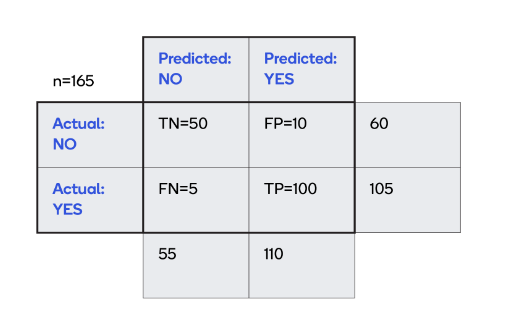 Predicted: Predicted:
NO YES
n=165
Actual: TN=50 FP=10 60
NO
Actual: FN=5 TP=100 105
YES
55 110